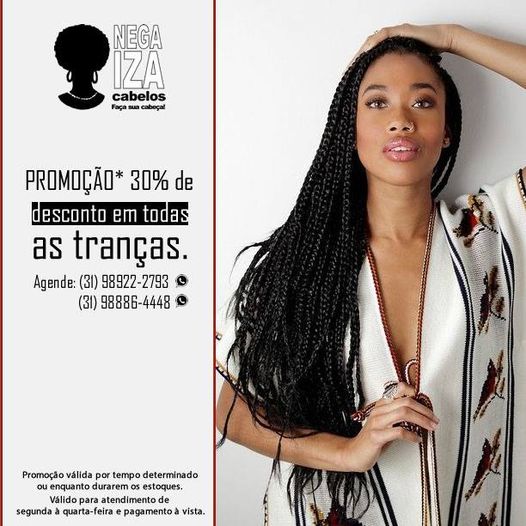 NEGA
IZA
cabelos
Faça sua cabeça!
PROMOÇÃO* 30% de
desconto em todas
as tranças.
Agende: (31) 98922-2793
(31) 98886-4448
Promoção válida por tempo determinado
ou enquanto durarem os estoques.
Válido para atendimento de
segunda à quarta-feira e pagamento à vista.